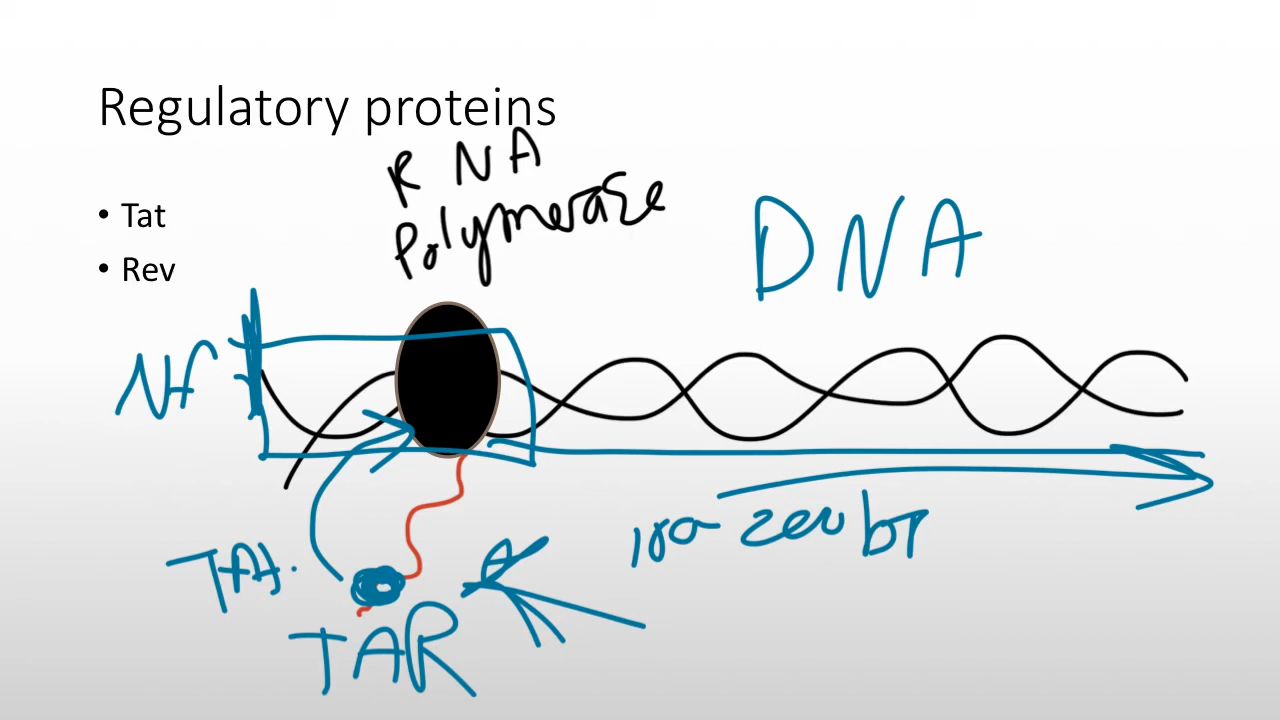 Regulatory proteins
• Tat
• Rev
RNA
Polymerase
DNA
Nf
TAt.
TAR